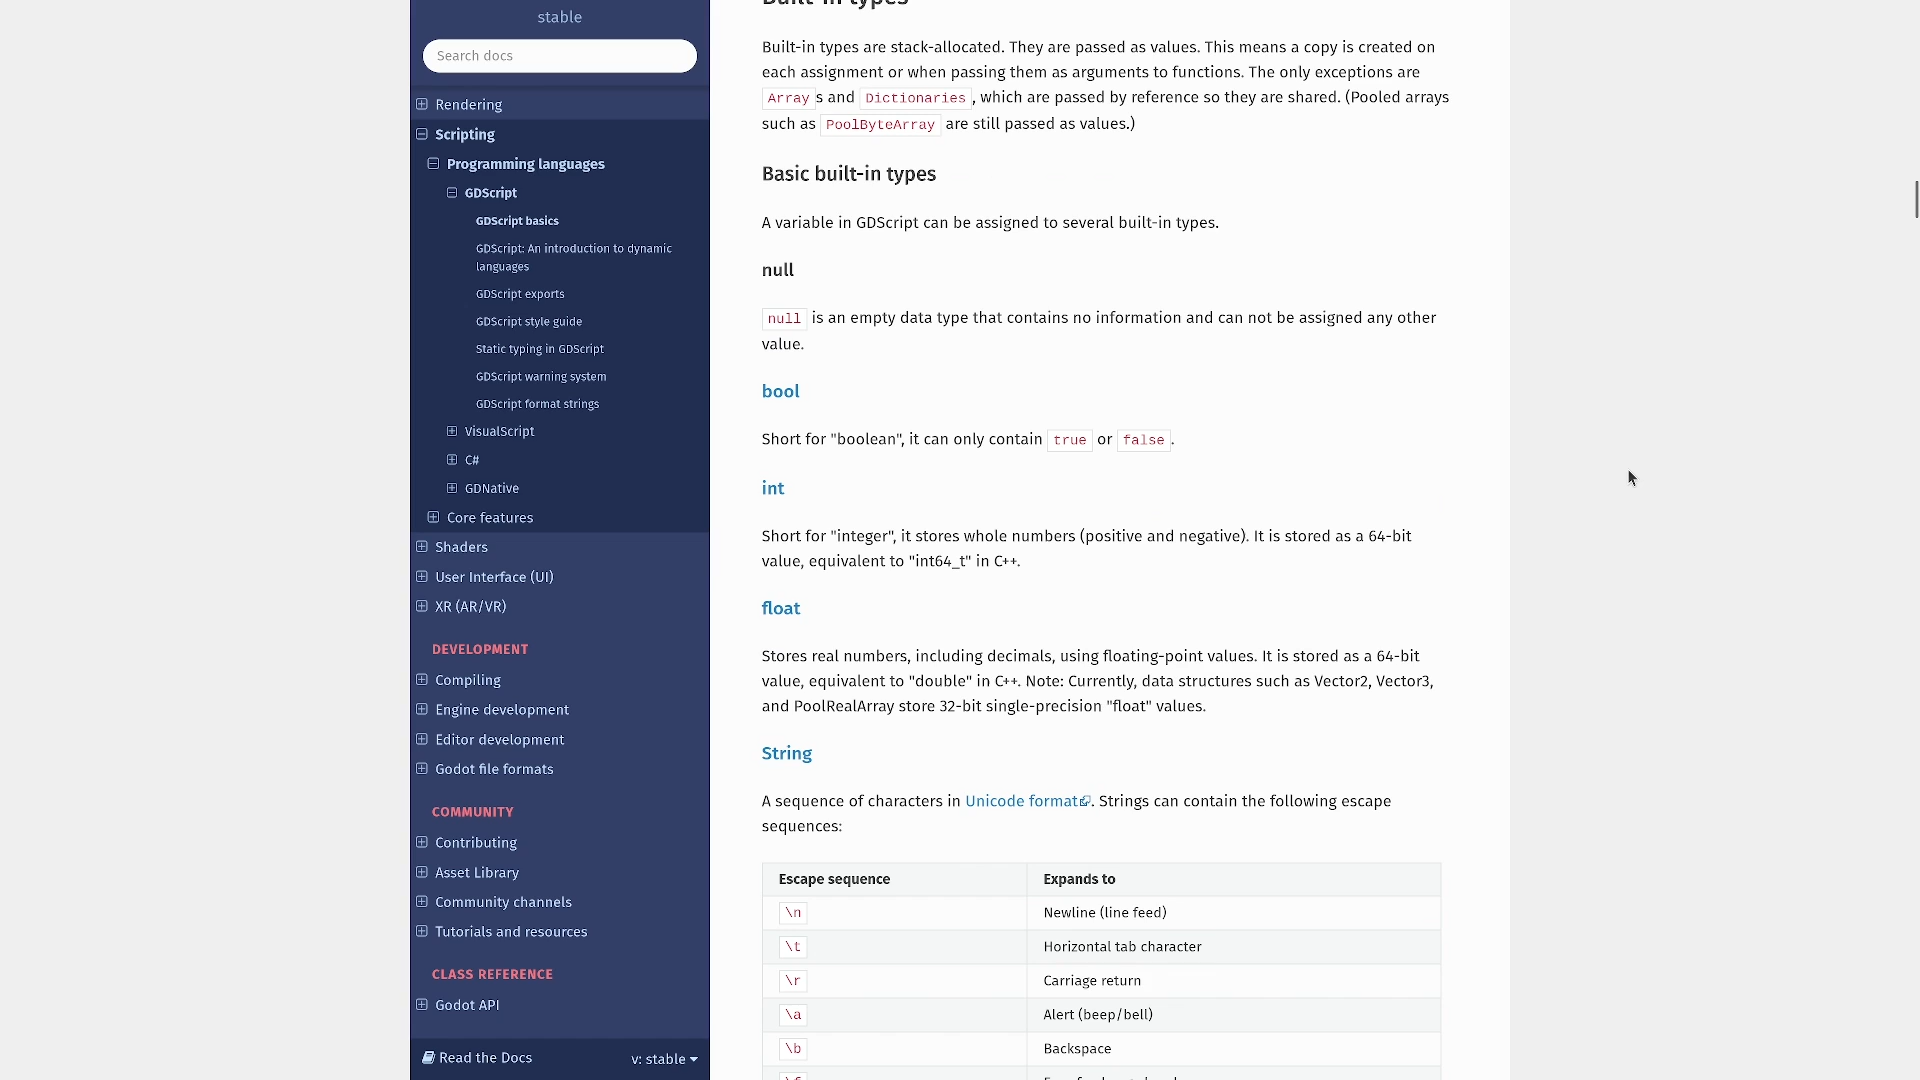 stable
Search docs
Rendering
Scripting
Programming languages
GDScript
GDScript basics
GDScript: An introduction to dynamic
languages
GDScript exports
GDScript style guide
Static typing in GDScript
GDScript warning system
GDScript format strings
VisualScript
C#
GDNative
Core features
Shaders
User Interface (UI)
XR (AR/VR)
DEVELOPMENT
Compiling
Engine development
Editor development
Godot file formats
COMMUNITY
Contributing
Asset Library
Community channels
Tutorials and resources
CLASS REFERENCE
Godot API
Read the Docs
v: stable
Built-in types
Built-in types are stack-allocated. They are passed as values. This means a copy is created on
each assignment or when passing them as arguments to functions. The only exceptions are
Array s and Dictionaries , which are passed by reference so they are shared. (Pooled arrays
such as PoolByteArray are still passed as values.)
Basic built-in types
A variable in GDScript can be assigned to several built-in types.
null
null is an empty data type that contains no information and can not be assigned any other
value.
bool
Short for "boolean", it can only contain true or false .
int
Short for "integer", it stores whole numbers (positive and negative). It is stored as a 64-bit
value, equivalent to "int64_t" in C++.
float
Stores real numbers, including decimals, using floating-point values. It is stored as a 64-bit
value, equivalent to "double" in C++. Note: Currently, data structures such as Vector2, Vector3,
and PoolRealArray store 32-bit single-precision "float" values.
String
A sequence of characters in Unicode format. Strings can contain the following escape
sequences:
Escape sequence Expands to
\n Newline (line feed)
\t Horizontal tab character
\r Carriage return
\a Alert (beep/bell)
\b Backspace